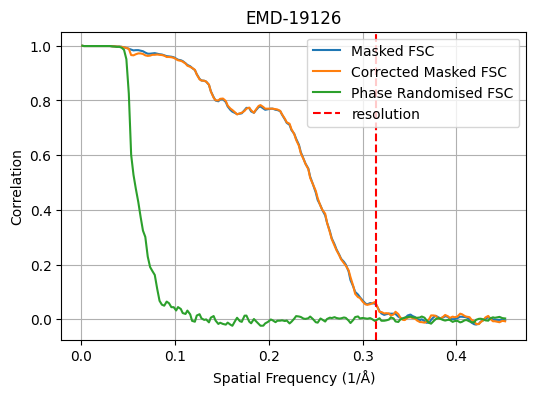 EMD-19126
Masked FSC
Corrected Masked FSC
Phase Randomised FSC
resolution
Correlation
1.0
0.8
0.6
0.4
0.2
0.0
0.0 0.1 0.2 0.3 0.4
Spatial Frequency (1/Å)